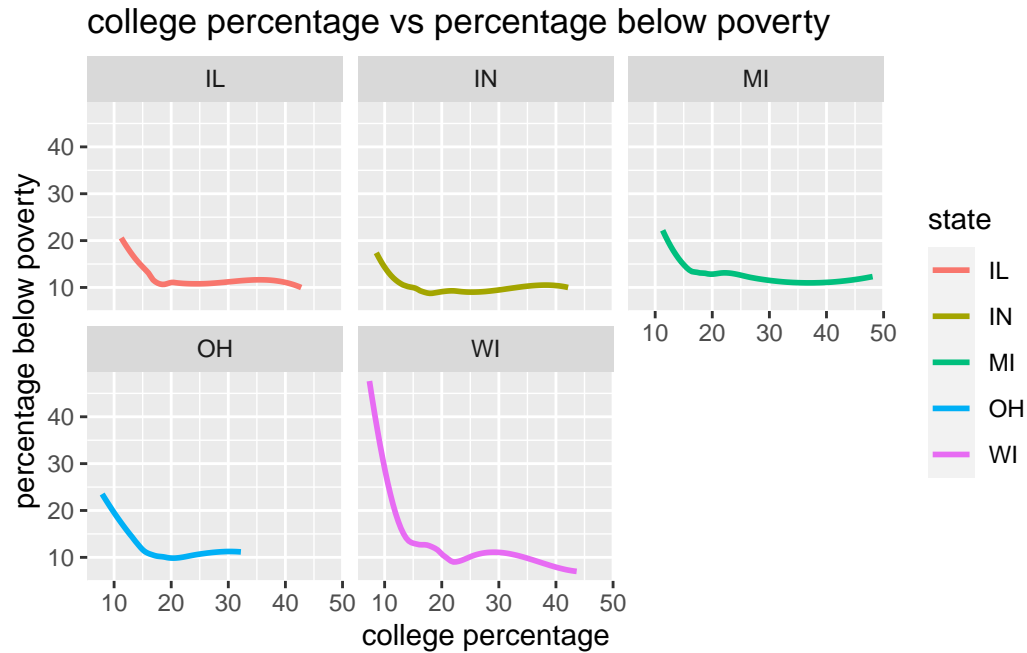 college percentage vs percentage below poverty
IL
IN
MI
40
30
20
10
10 20 30 40 50
OH
WI
40
30
20
10
10 20 30 40 50
10 20 30 40 50
percentage below poverty
college percentage
state
IL
IN
MI
OH
WI